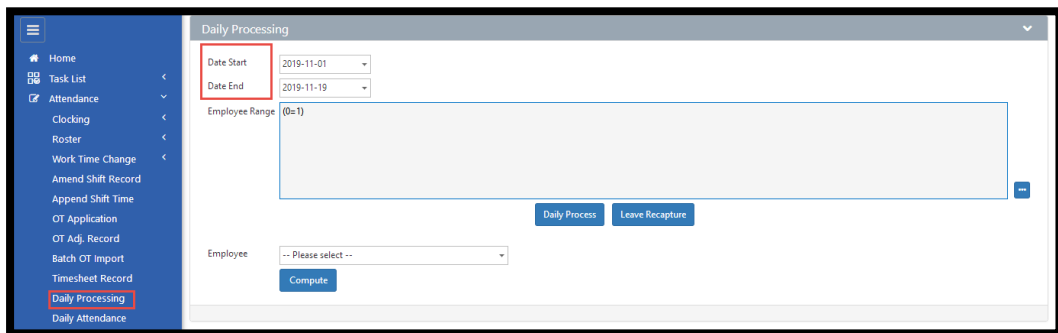 Daily Processing
Home
Task List
Attendance
Clocking
Roster
Work Time Change
Amend Shift Record
Append Shift Time
OT Application
OT Adj. Record
Batch OT Import
Timesheet Record
Daily Processing
Daily Attendance
Date Start 2019-11-01
Date End 2019-11-19
Employee Range (0=1)
Daily Process Leave Recapture
Employee -- Please select --
Compute